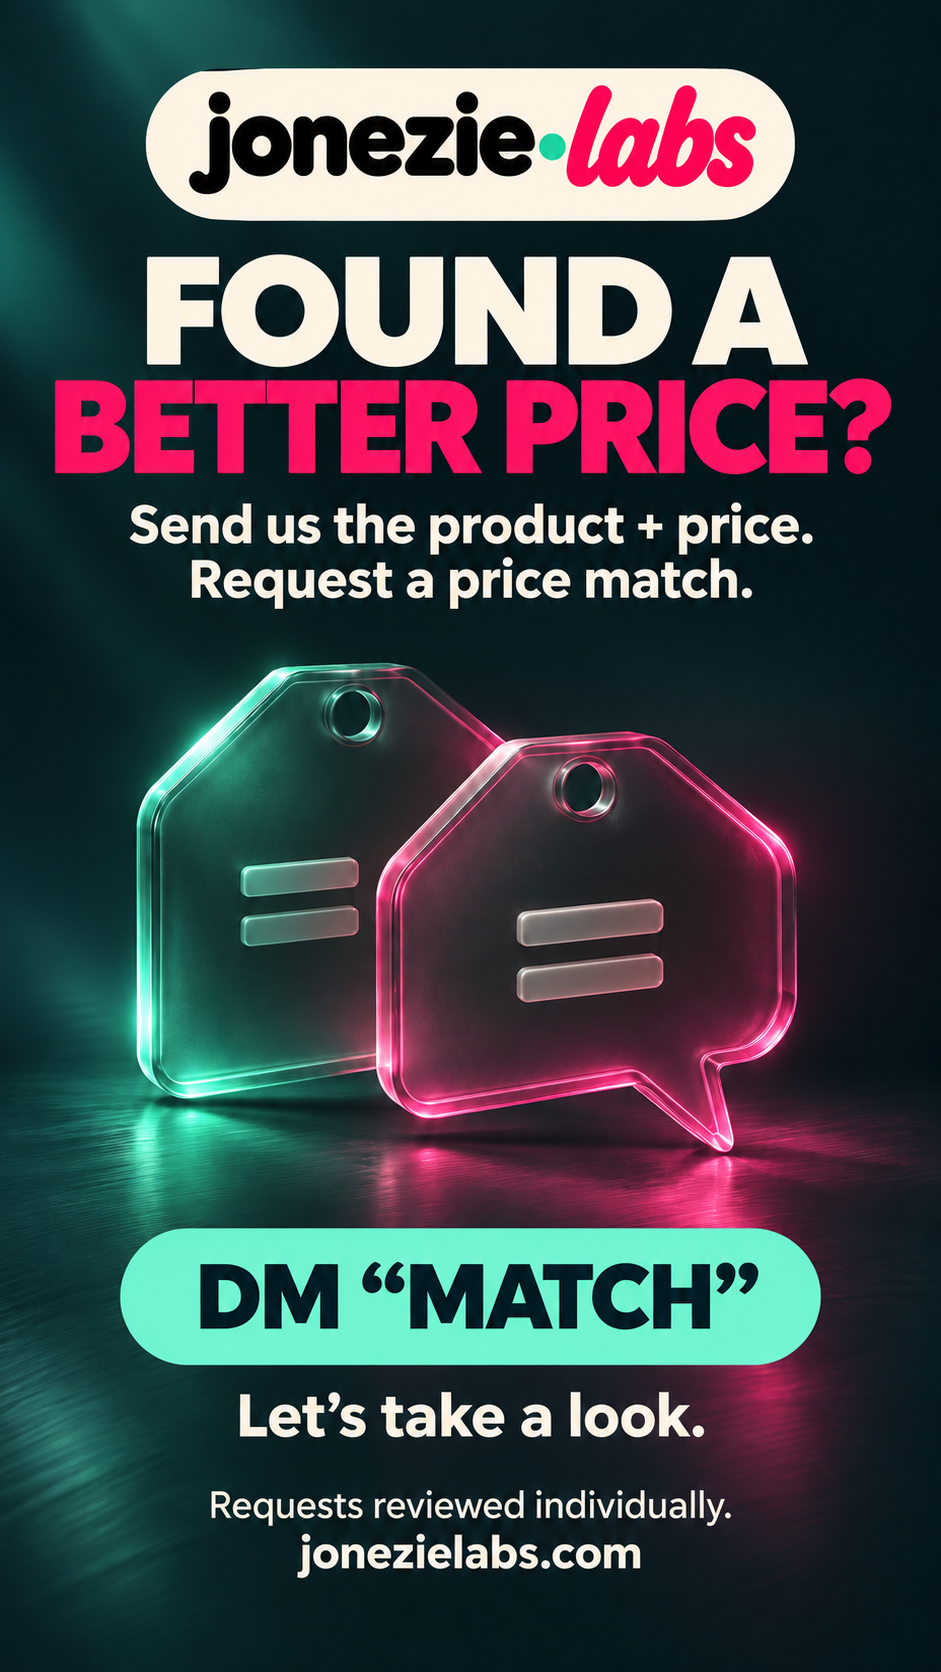 jonezie•labs
FOUND A
BETTER PRICE?
Send us the product + price.
Request a price match.
DM “MATCH”
Let’s take a look.
Requests reviewed individually.
jonezielabs.com